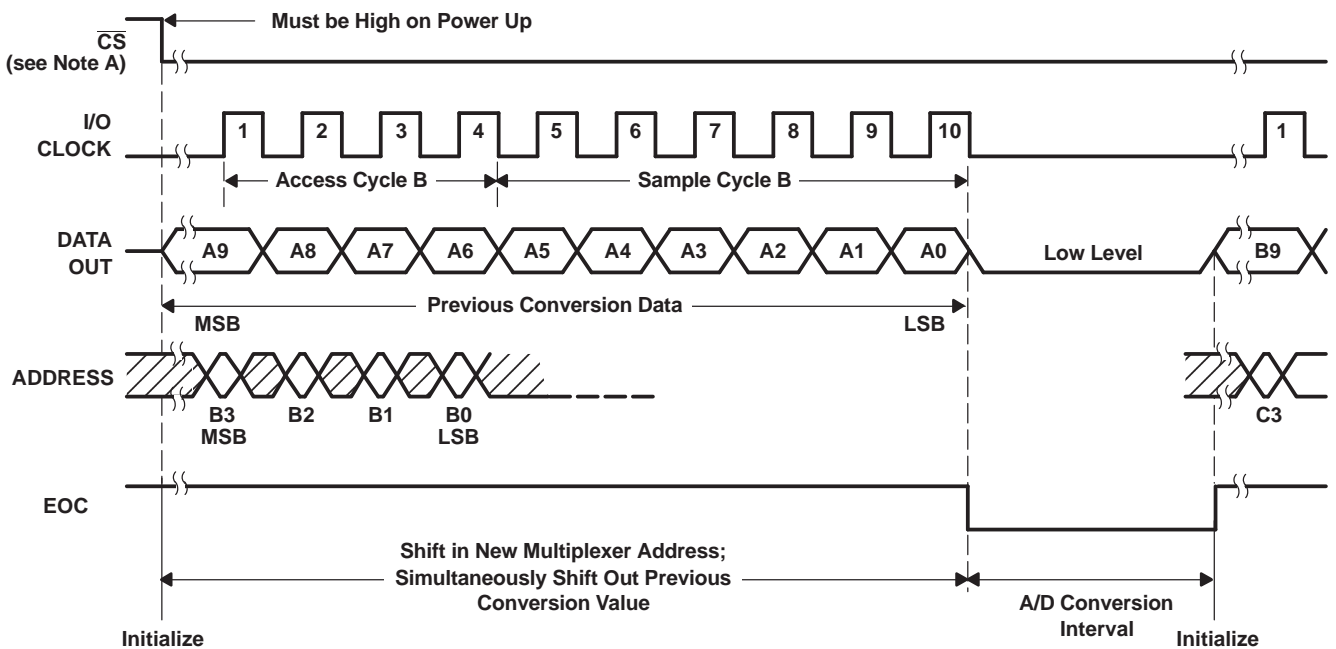 Must be High on Power Up
CS
(see Note A)
I/O
CLOCK
1 2 3 4 5 6 7 8 9 10 1
Access Cycle B
Sample Cycle B
DATA
OUT
A9 A8 A7 A6 A5 A4 A3 A2 A1 A0 Low Level B9
Previous Conversion Data
MSB LSB
ADDRESS
B3 B2 B1 B0 C3
MSB LSB
EOC
Shift in New Multiplexer Address;
Simultaneously Shift Out Previous
Conversion Value
A/D Conversion
Interval
Initialize Initialize